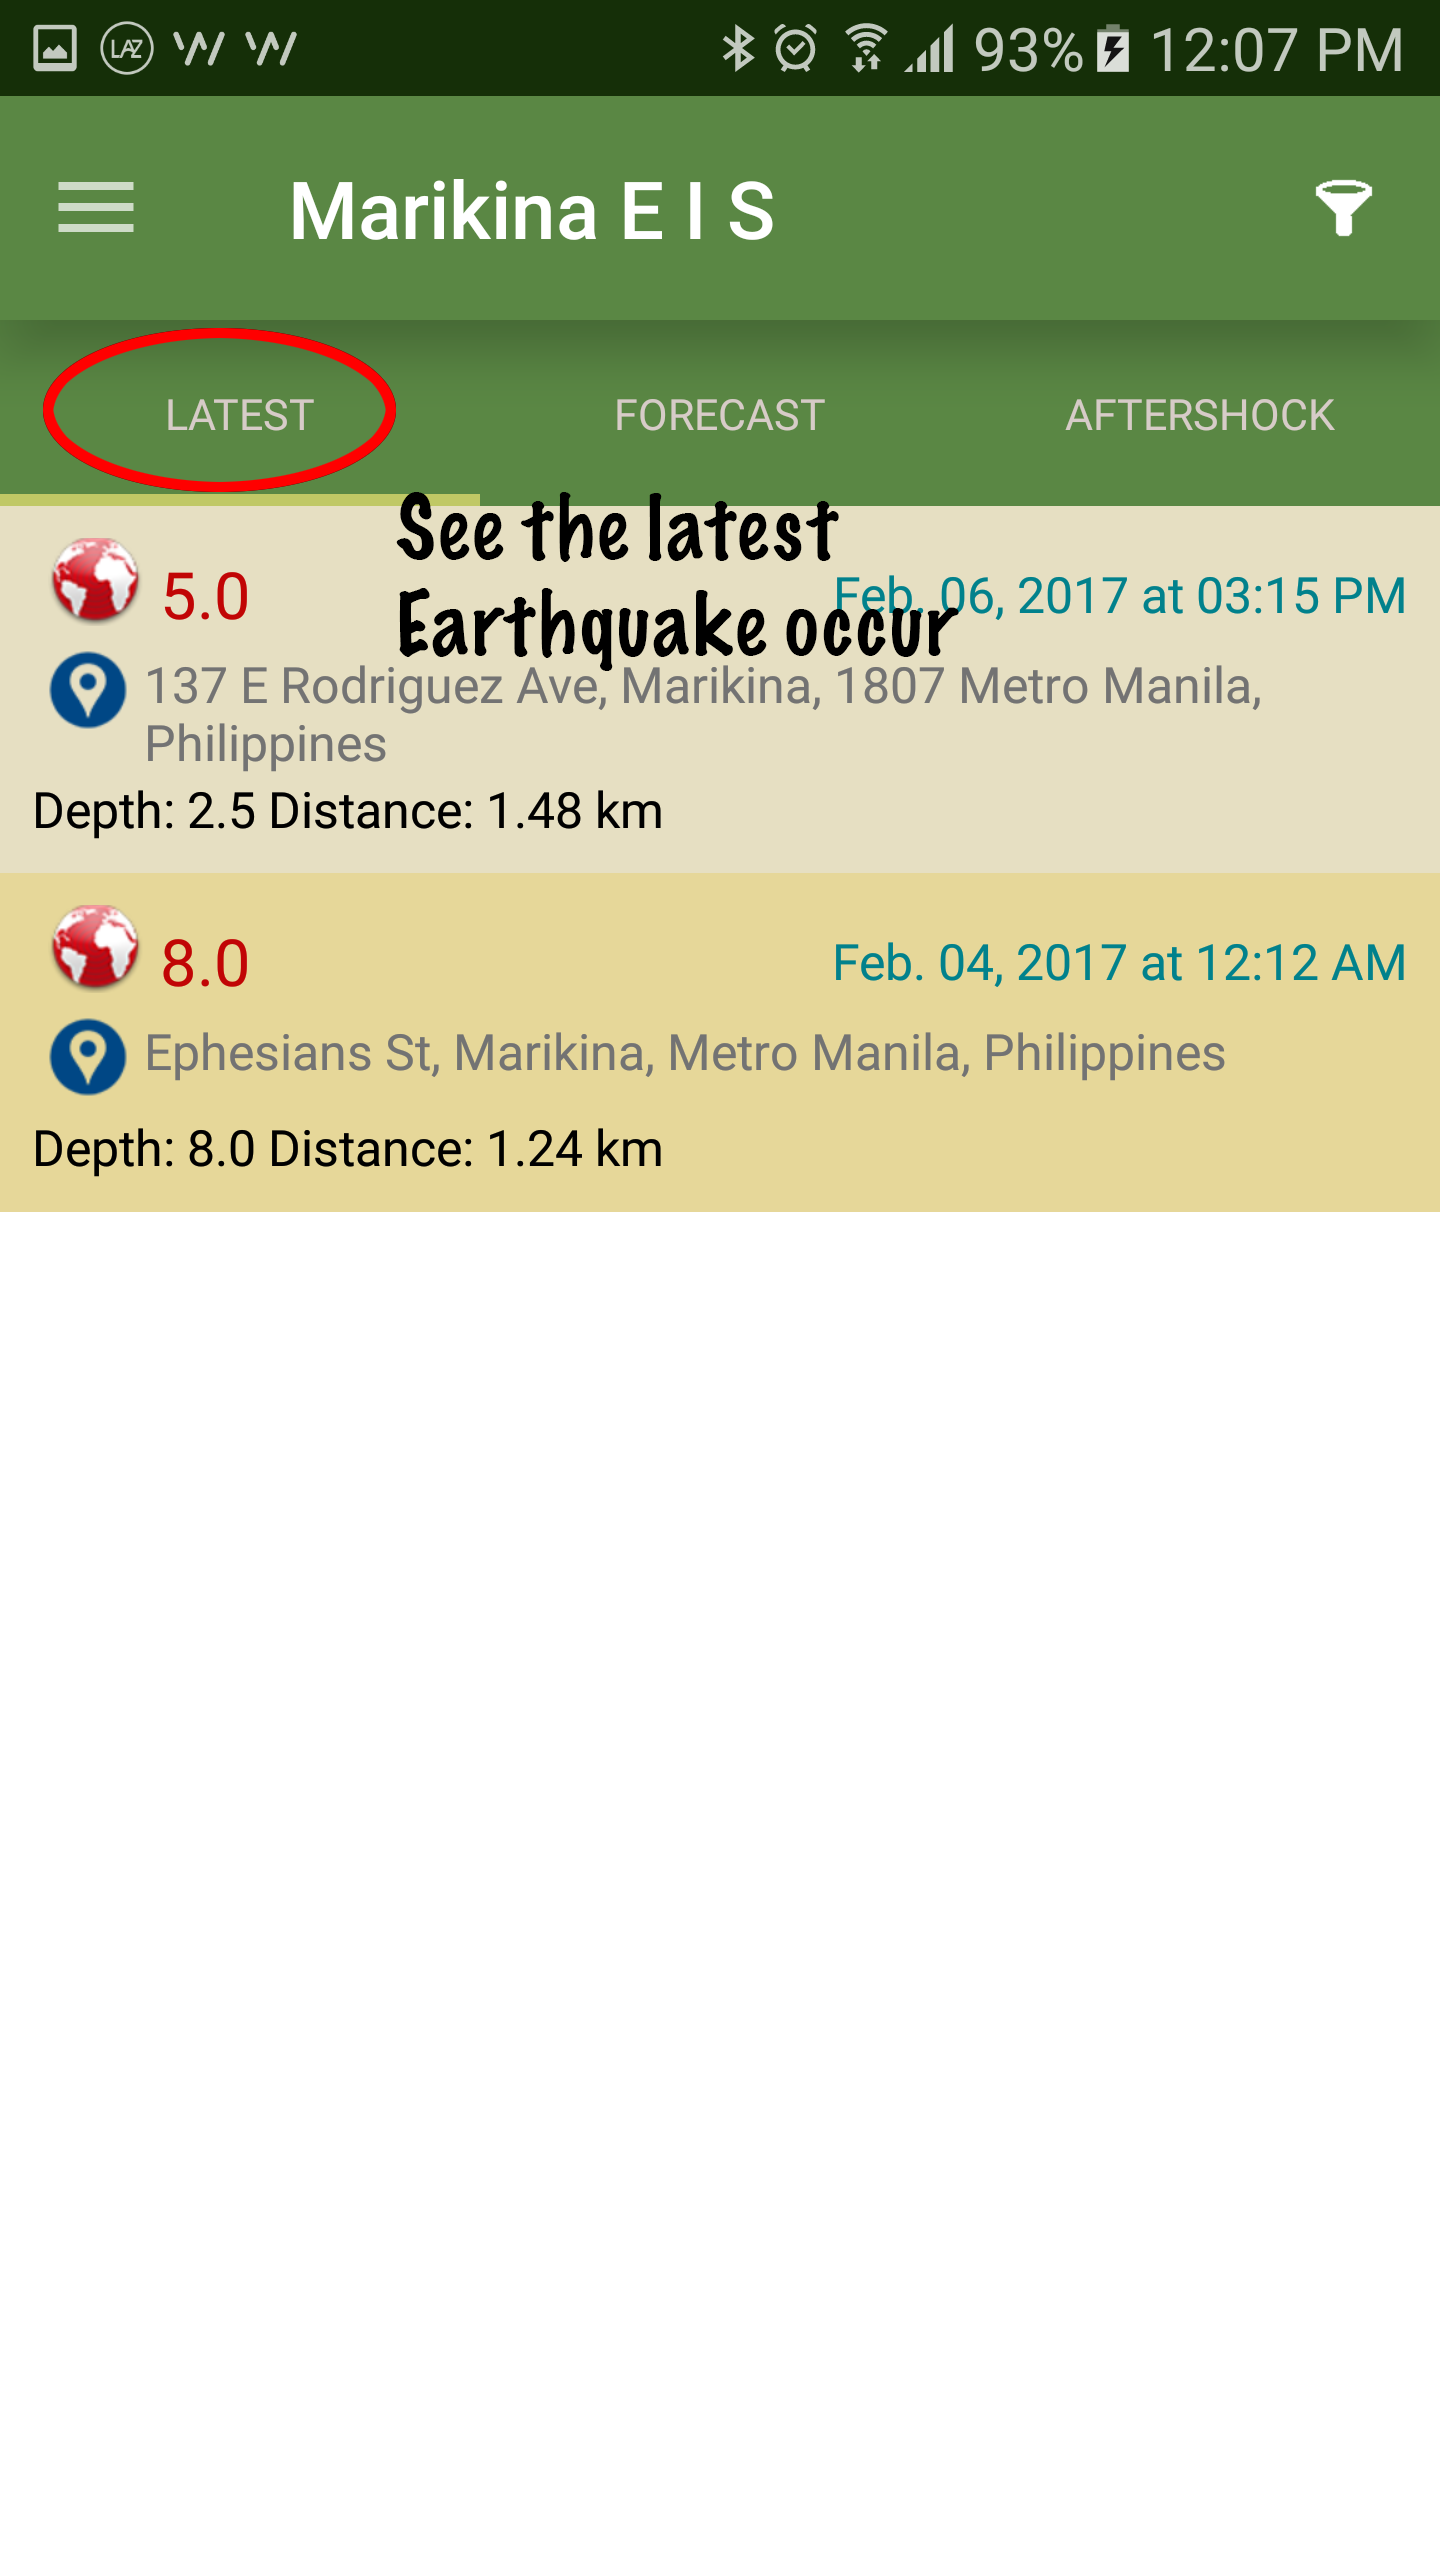 LAZ
93% 12:07 PM
Marikina E I S
LATEST FORECAST AFTERSHOCK
See the latest
Earthquake occur
5.0 Feb. 06, 2017 at 03:15 PM
137 E Rodriguez Ave, Marikina, 1807 Metro Manila,
Philippines
Depth: 2.5 Distance: 1.48 km
8.0 Feb. 04, 2017 at 12:12 AM
Ephesians St, Marikina, Metro Manila, Philippines
Depth: 8.0 Distance: 1.24 km